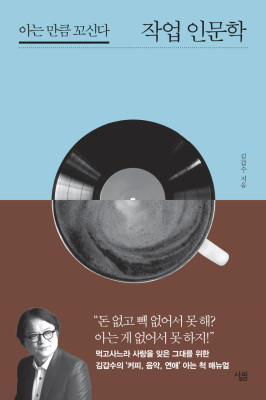 아는 만큼 꼬신다
작업 인문학
김갑수 지음
“돈 없고 빽 없어서 못 해?
아는 게 없어서 못 하지!”
먹고사느라 사랑을 잊은 그대를 위한
김갑수의 ‘커피, 음악, 연애’ 아는 척 매뉴얼
살림